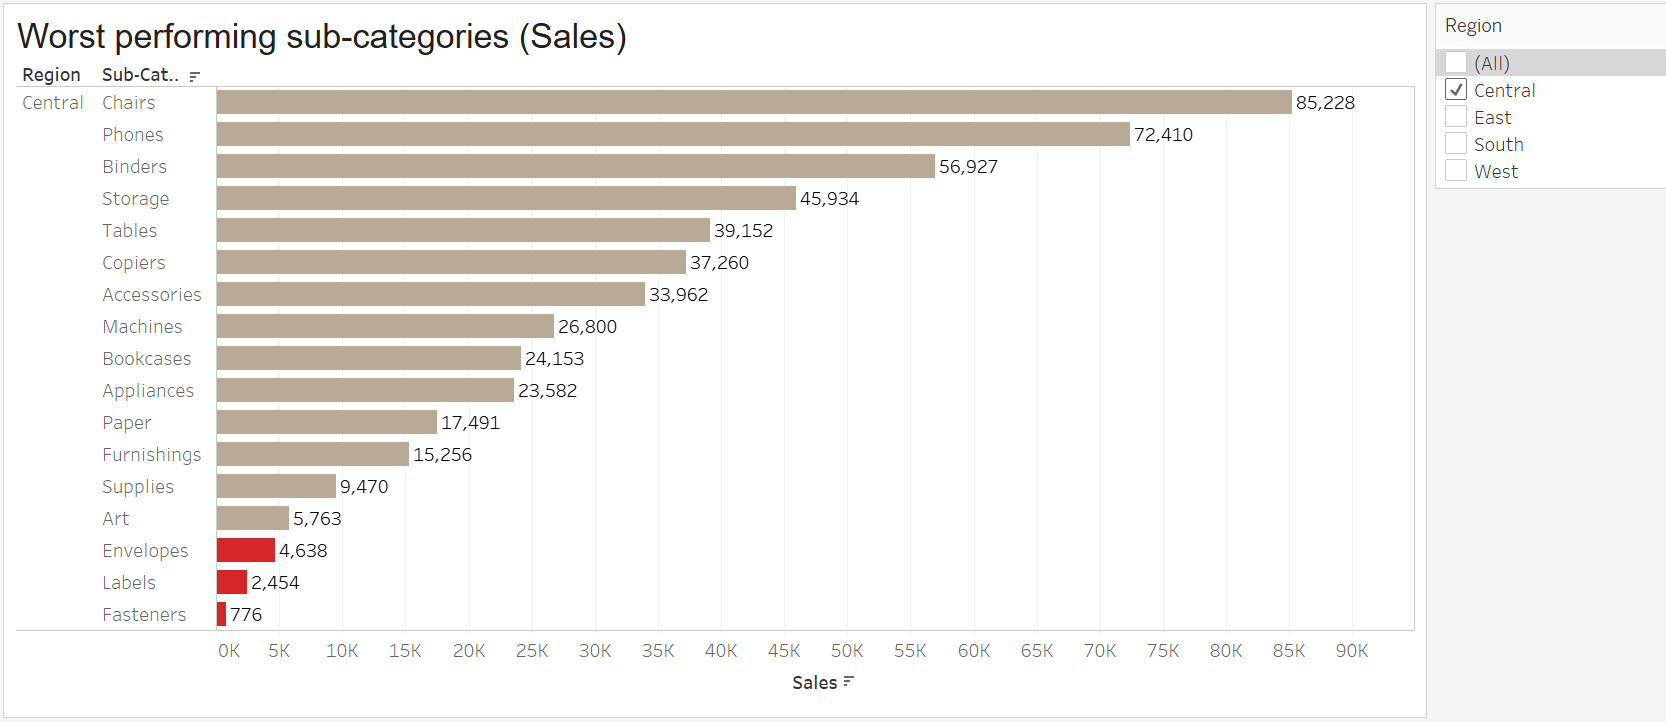 Worst performing sub-categories (Sales)
Region Sub-Cat..
Central Chairs 85,228
Phones 72,410
Binders 56,927
Storage 45,934
Tables 39,152
Copiers 37,260
Accessories 33,962
Machines 26,800
Bookcases 24,153
Appliances 23,582
Paper 17,491
Furnishings 15,256
Supplies 9,470
Art 5,763
Envelopes 4,638
Labels 2,454
Fasteners 776
0K 5K 10K 15K 20K 25K 30K 35K 40K 45K 50K 55K 60K 65K 70K 75K 80K 85K 90K
Sales
Region
(All)
Central
East
South
West